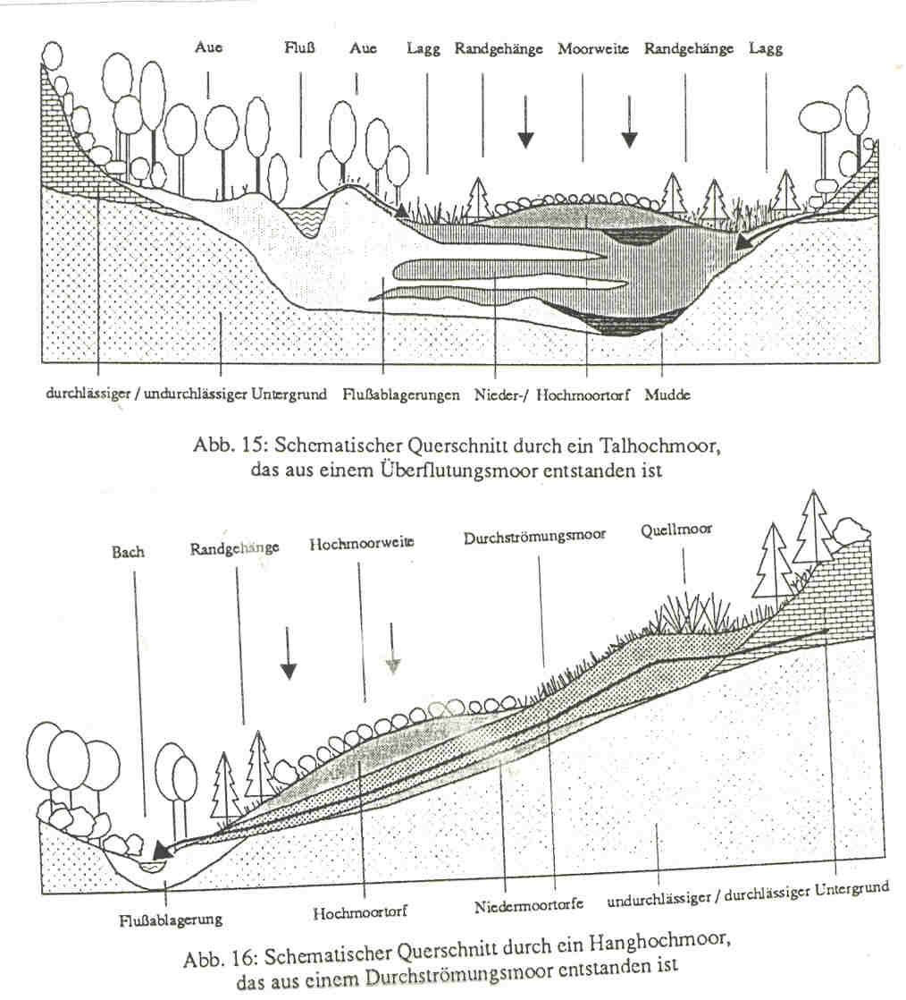 Aue Fluß Aue Lagg Randgehänge Moorweite Randgehänge Lagg
durchlässiger / undurchlässiger Untergrund Flußablagerungen Nieder-/ Hochmoortorf Mudde
Abb. 15: Schematischer Querschnitt durch ein Talhochmoor,
das aus einem Überflutungsmoor entstanden ist
Bach Randgehänge Hochmoorweite Durchströmungsmoor Quellmoor
Flußablagerung Hochmoortorf Niedermoortorfe undurchlässiger / durchlässiger Untergrund
Abb. 16: Schematischer Querschnitt durch ein Hanghochmoor,
das aus einem Durchströmungsmoor entstanden ist